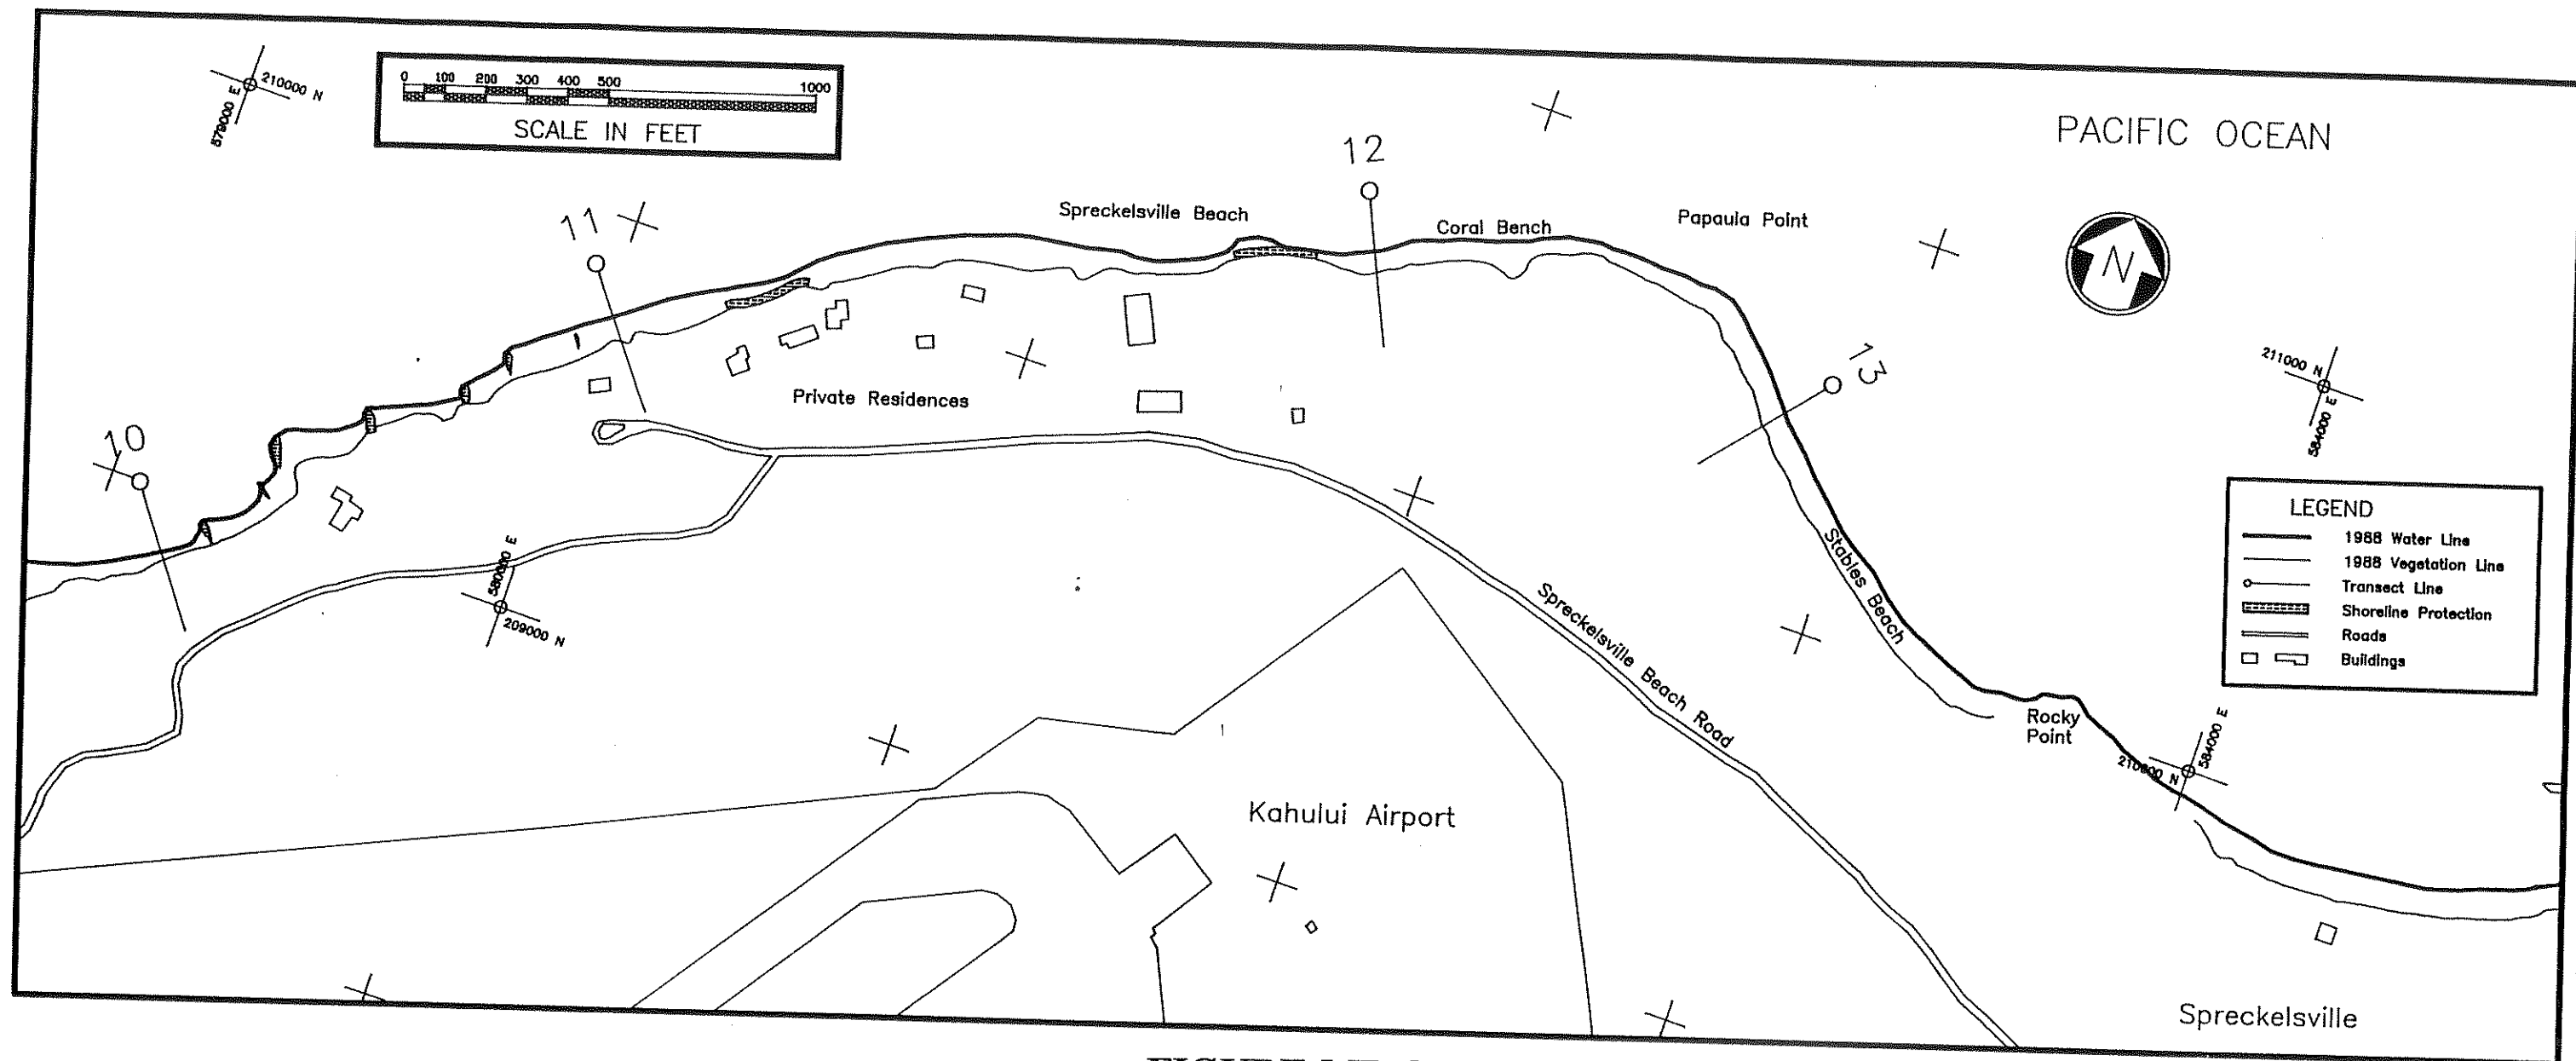 210000 N
579000 E
0 100 200 300 400 500 1000
SCALE IN FEET
PACIFIC OCEAN
12
11
Spreckelsville Beach
Coral Bench
Papaula Point
N
13
211000 N
584000 E
Private Residences
10
LEGEND
1988 Water Line
1988 Vegetation Line
Transect Line
Shoreline Protection
Roads
Buildings
580000 E
209000 N
Stables Beach
Spreckelsville Beach Road
Rocky
Point
584000 E
210000 N
Kahului Airport
Spreckelsville